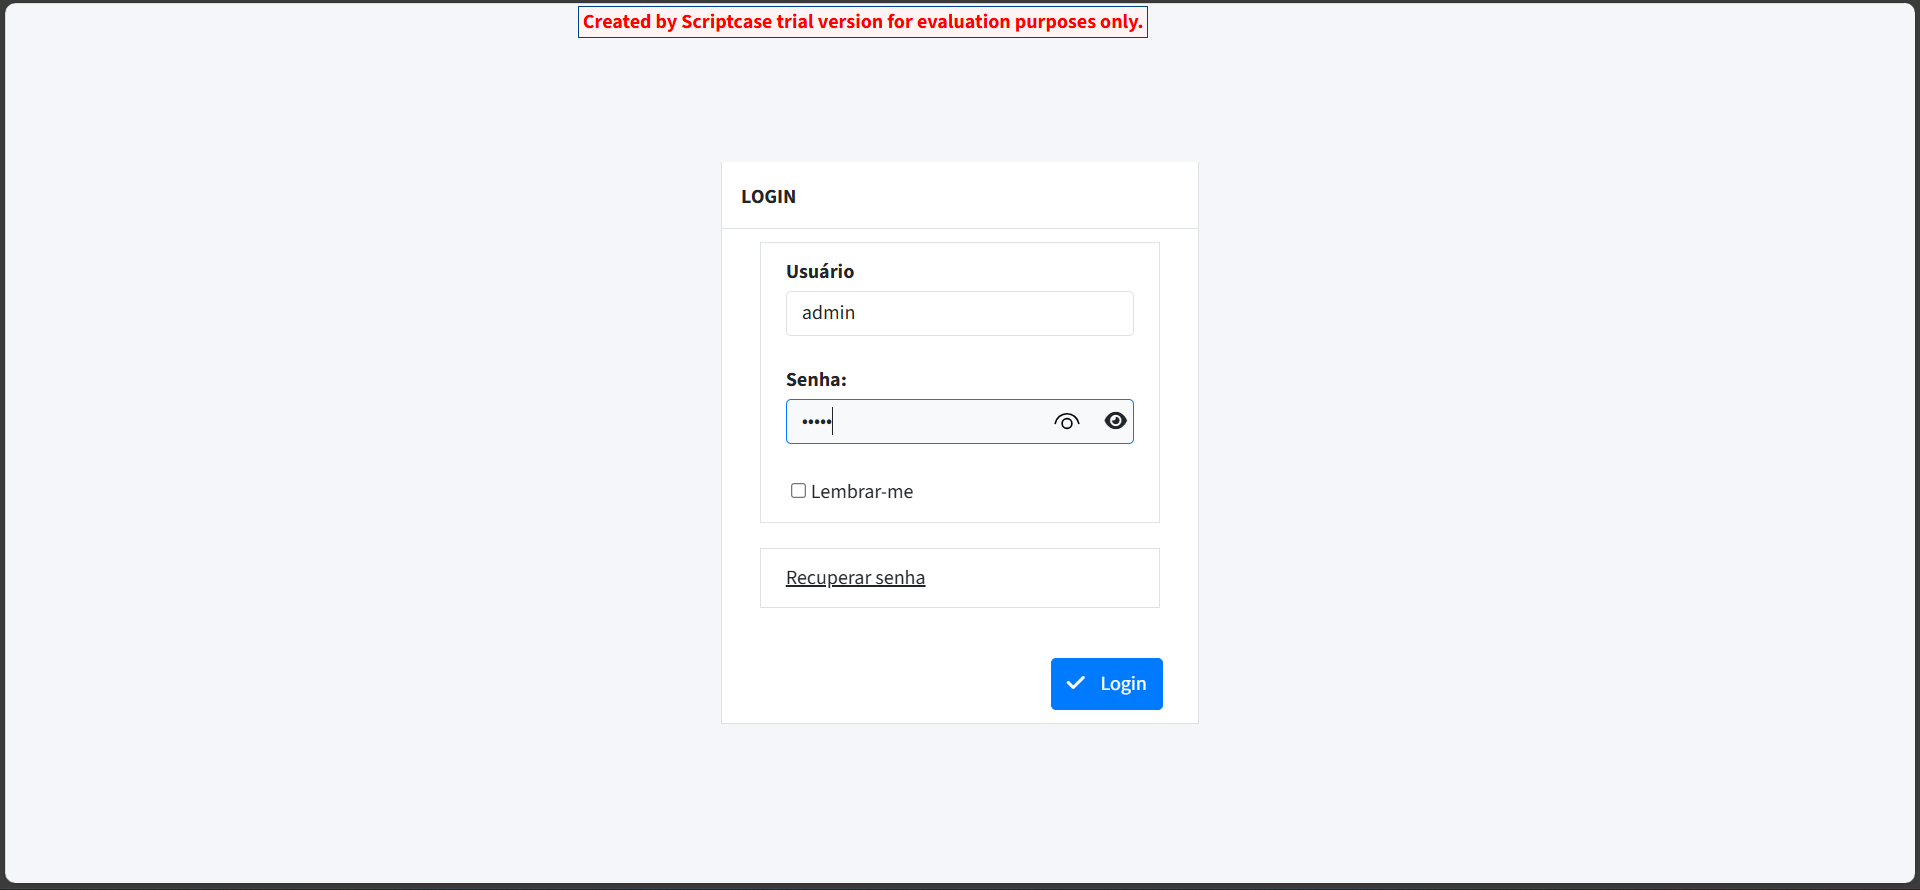 Created by Scriptcase trial version for evaluation purposes only.
LOGIN
Usuário
admin
Senha:
•••••
Lembrar-me
Recuperar senha
Login